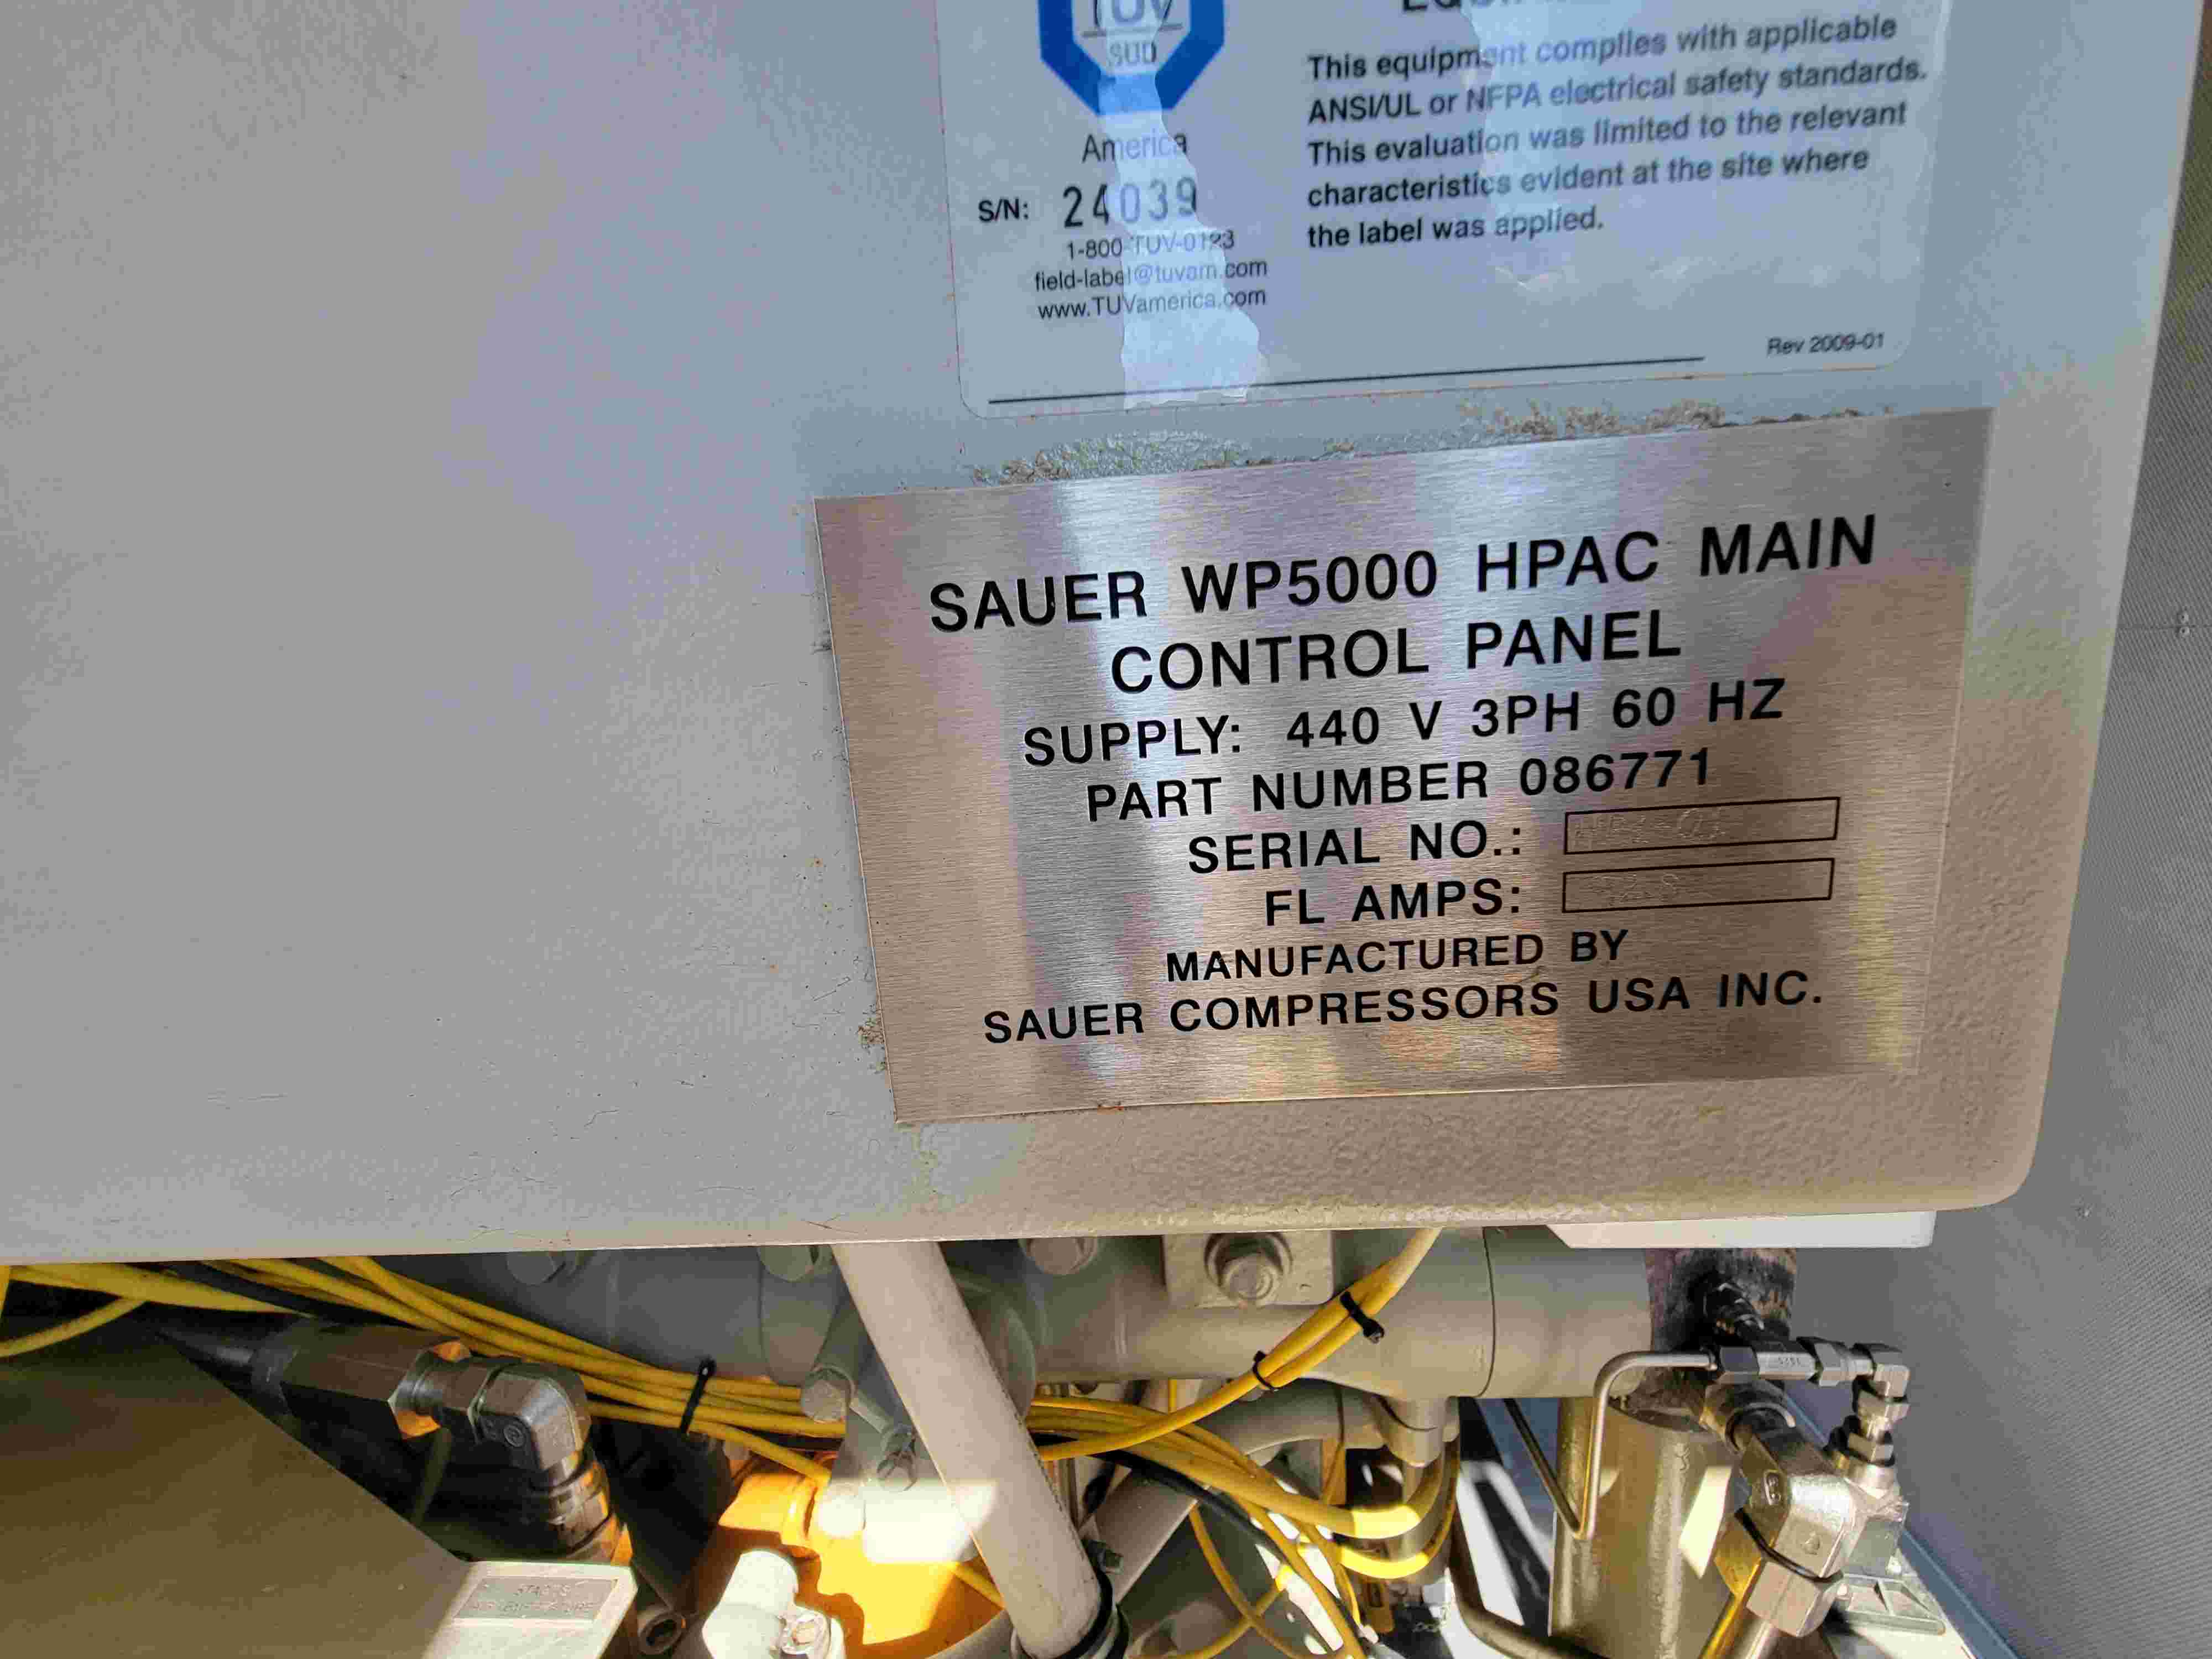 TÜV
SÜD
America
S/N: 24039
1-800-TUV-0123
field-label@tuvam.com
www.TUVamerica.com
This equipment complies with applicable
ANSI/UL or NFPA electrical safety standards.
This evaluation was limited to the relevant
characteristics evident at the site where
the label was applied.
Rev 2009-01
SAUER WP5000 HPAC MAIN
CONTROL PANEL
SUPPLY: 440 V 3PH 60 HZ
PART NUMBER 086771
SERIAL NO.:
FL AMPS:
MANUFACTURED BY
SAUER COMPRESSORS USA INC.